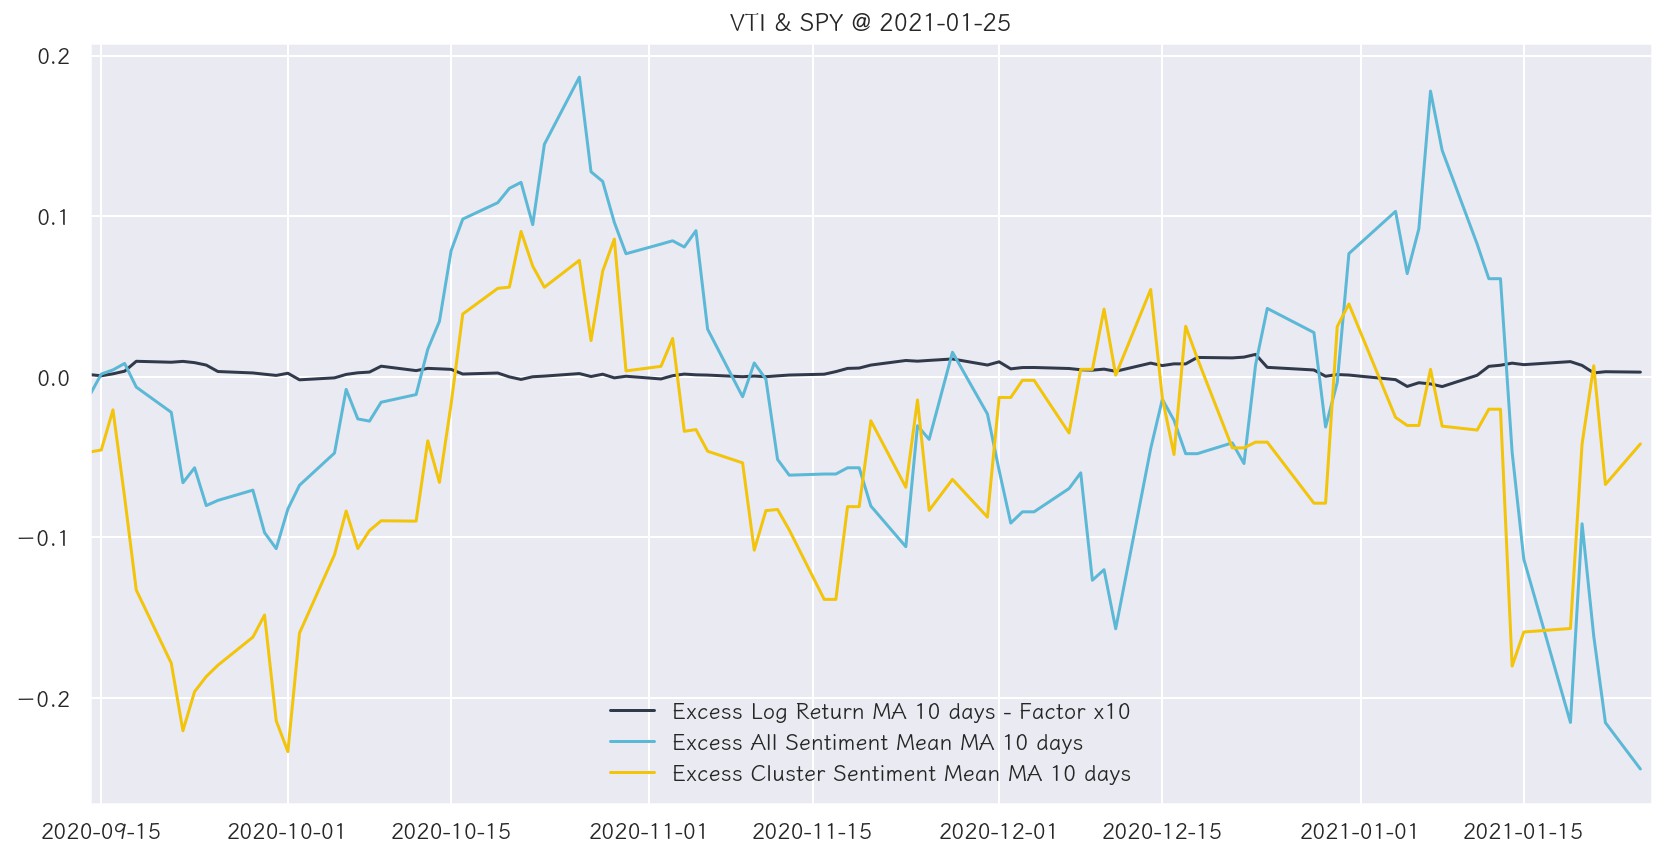 VTI & SPY @ 2021-01-25
0.2
0.1
0.0
−0.1
−0.2
Excess Log Return MA 10 days - Factor x10
Excess All Sentiment Mean MA 10 days
Excess Cluster Sentiment Mean MA 10 days
2020-09-15 2020-10-01 2020-10-15 2020-11-01 2020-11-15 2020-12-01 2020-12-15 2021-01-01 2021-01-15